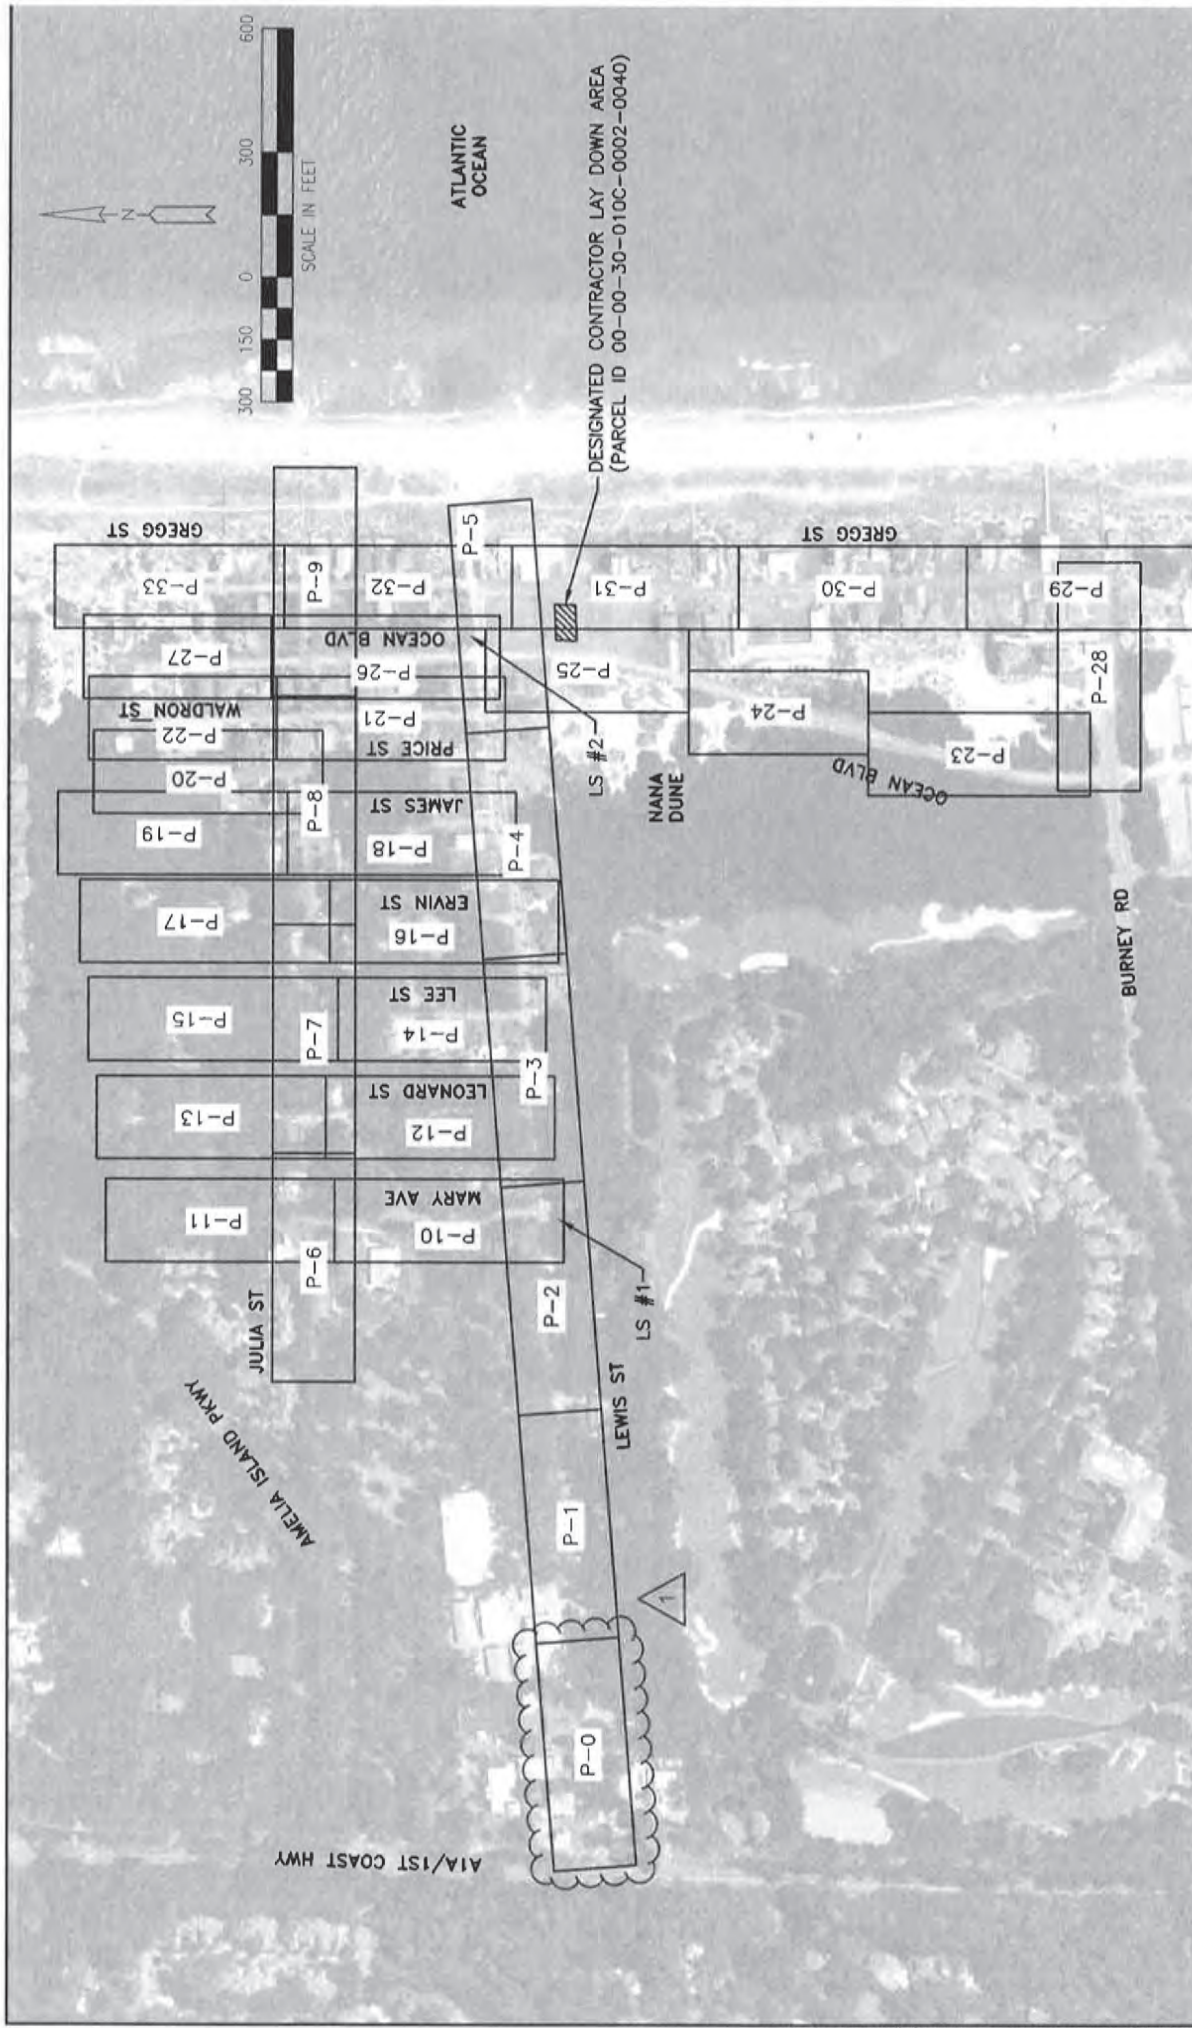 600
300
0
150
300
SCALE IN FEET
N
ATLANTIC
OCEAN
DESIGNATED CONTRACTOR LAY DOWN AREA
(PARCEL ID 00-00-30-010C-0002-0040)
GREGG ST
P-33
P-9
P-32
P-5
P-31
GREGG ST
P-30
P-29
P-28
P-27
OCEAN BLVD
P-26
P-25
P-24
P-23
OCEAN BLVD
WALDRON ST
P-22
P-21
PRICE ST
P-20
P-8
JAMES ST
P-19
P-18
P-4
LS #2
NANA
DUNE
P-17
ERVIN ST
P-16
BURNEY RD
P-15
P-7
LEE ST
P-14
P-3
P-13
LEONARD ST
P-12
P-11
MARY AVE
P-10
P-6
P-2
LS #1
JULIA ST
AMELIA ISLAND PKWY
LEWIS ST
P-1
1
P-0
A1A/1ST COAST HWY